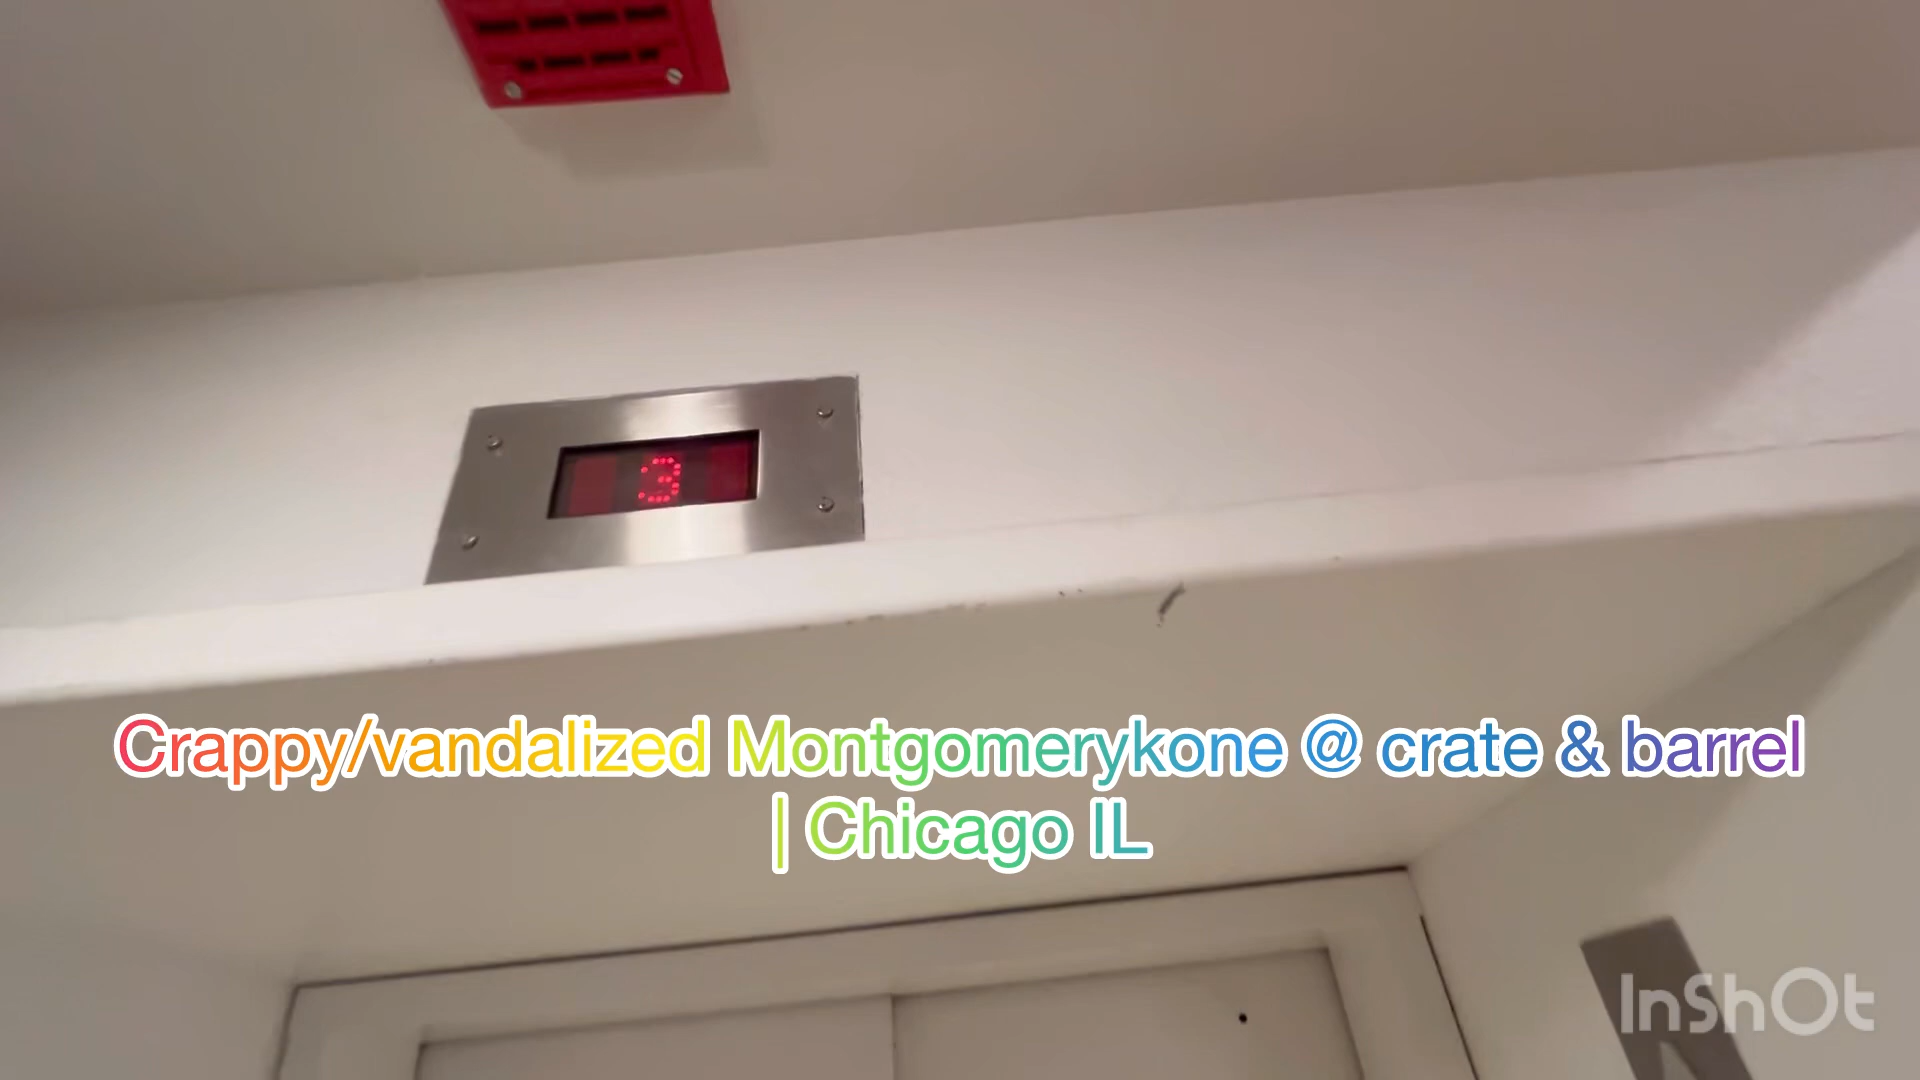 3
Crappy/vandalized Montgomerykone @ crate & barrel
| Chicago IL
InShOt